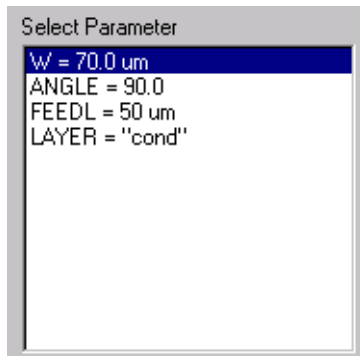 Select Parameter
W = 70.0 um
ANGLE = 90.0
FEEDL = 50 um
LAYER = "cond"